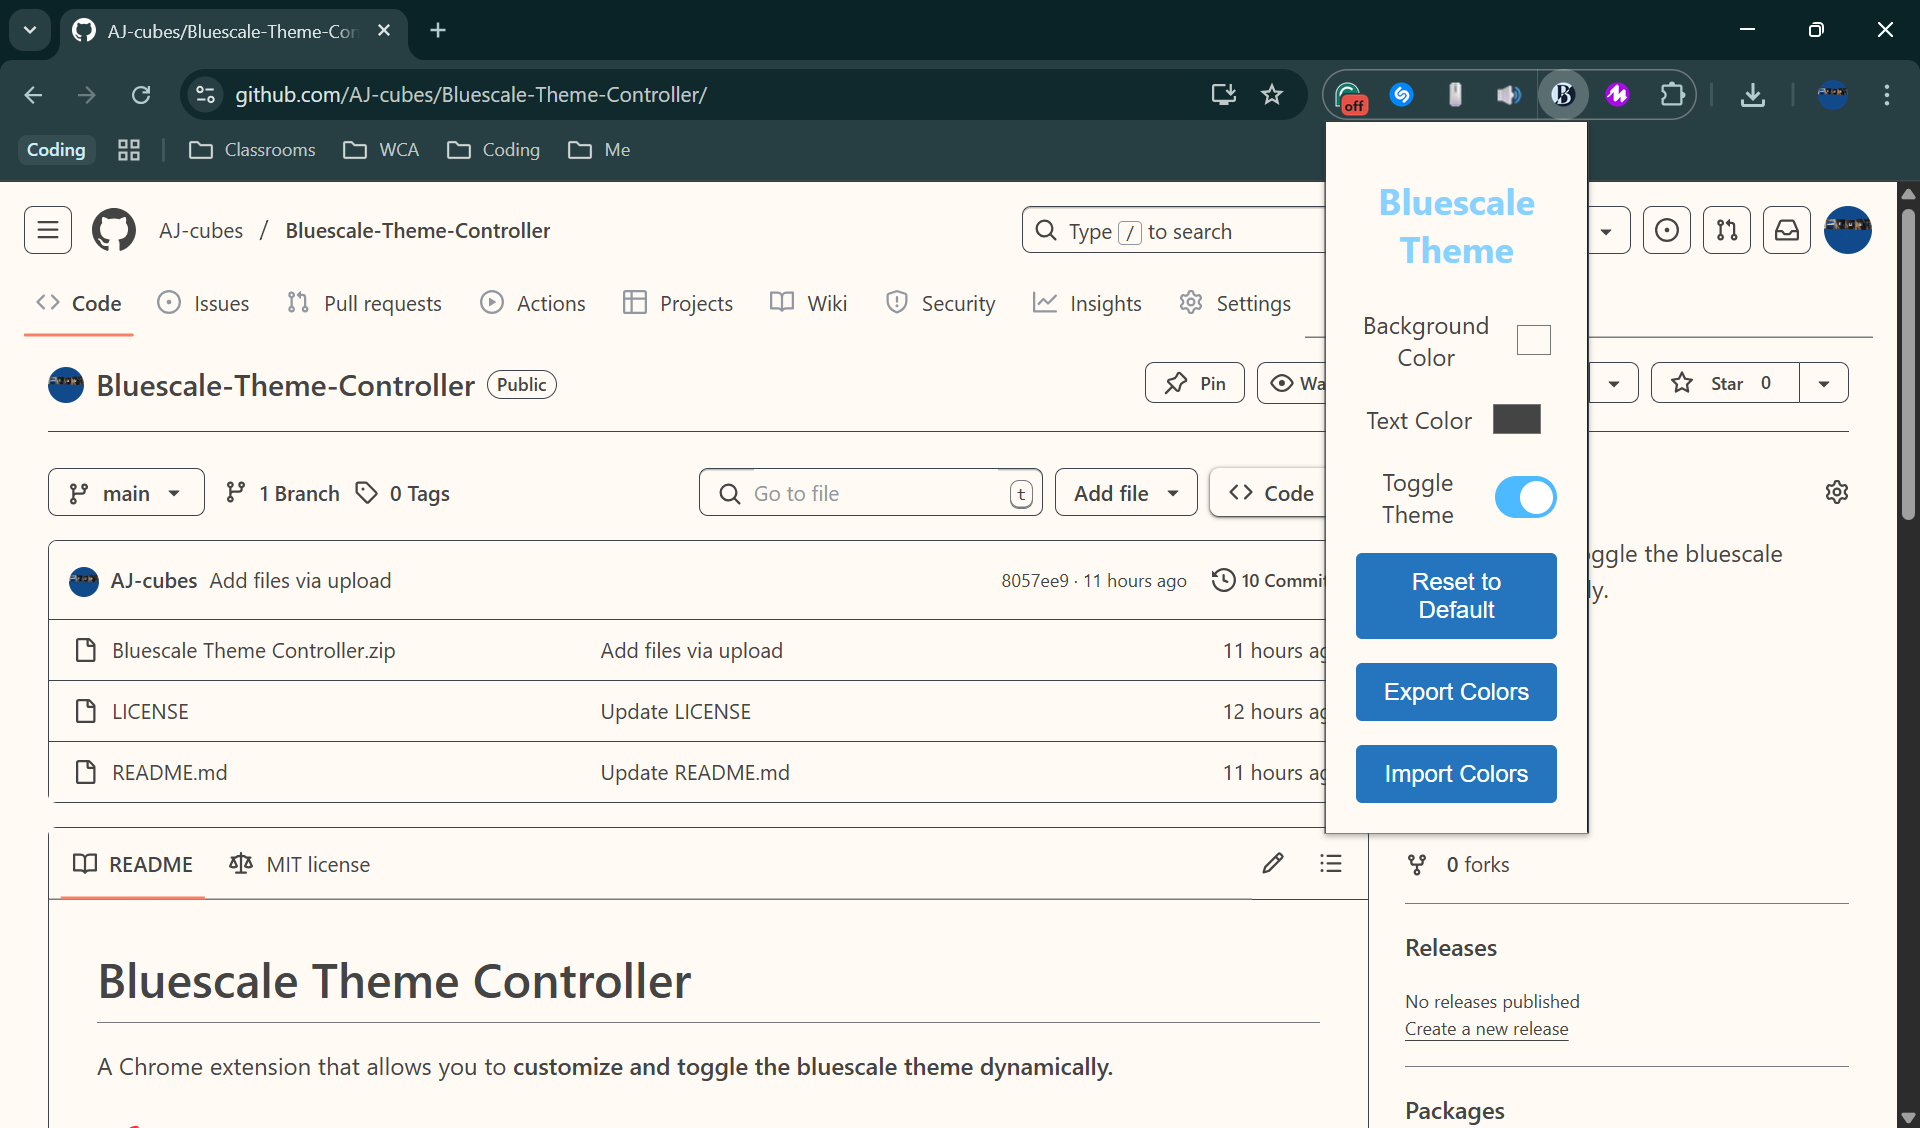 AJ-cubes/Bluescale-Theme-Co
github.com/AJ-cubes/Bluescale-Theme-Controller/
off
B
Coding
Classrooms
WCA
Coding
Me
AJ-cubes / Bluescale-Theme-Controller
Type / to search
Code
Issues
Pull requests
Actions
Projects
Wiki
Security
Insights
Settings
Bluescale-Theme-Controller
Public
Pin
Wa
Star 0
main
1 Branch
0 Tags
Go to file
t
Add file
Code
AJ-cubes Add files via upload
8057ee9 · 11 hours ago
10 Commi
Bluescale Theme Controller.zip
Add files via upload
11 hours ag
LICENSE
Update LICENSE
12 hours ag
README.md
Update README.md
11 hours ag
README
MIT license
Bluescale Theme Controller
A Chrome extension that allows you to customize and toggle the bluescale theme dynamically.
Bluescale
Theme
Background
Color
Text Color
Toggle
Theme
Reset to
Default
Export Colors
Import Colors
oggle the bluescale
ly.
0 forks
Releases
No releases published
Create a new release
Packages